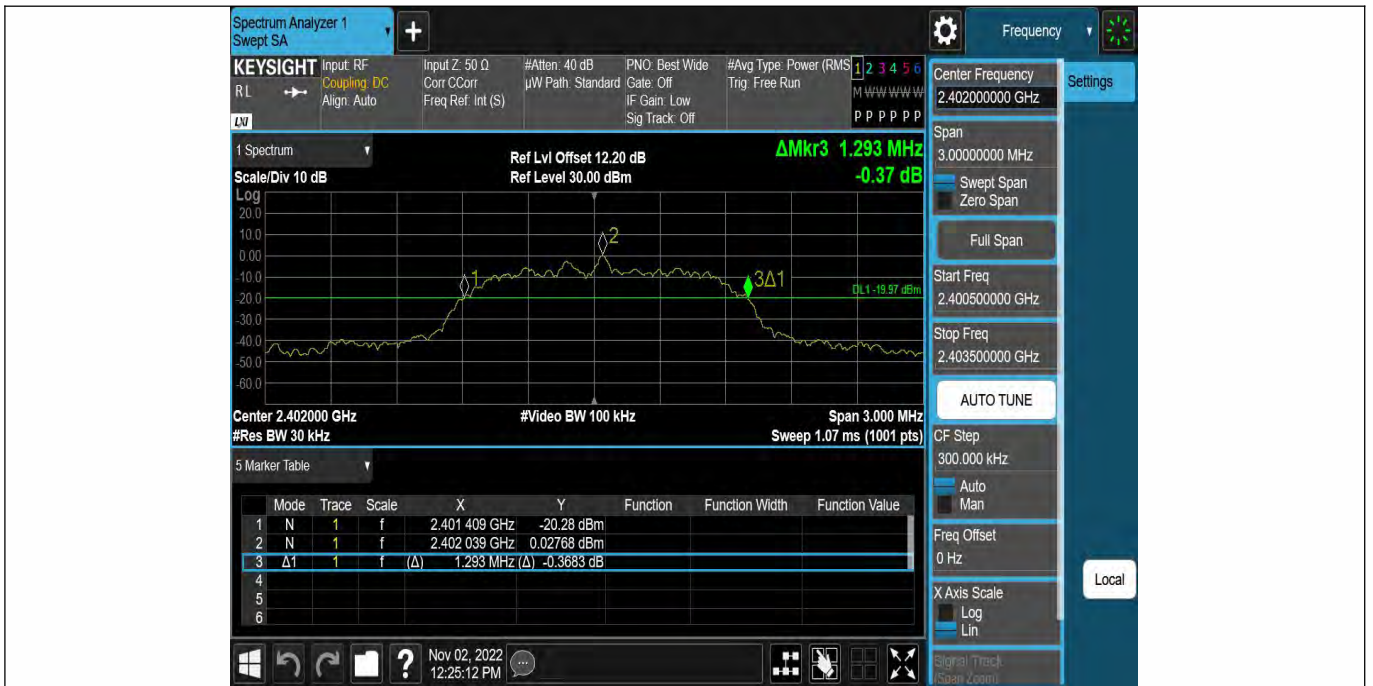 Spectrum Analyzer 1
Swept SA
+
Frequency
KEYSIGHT
RL
LXI
Input: RF
Coupling: DC
Align: Auto
Input Z: 50 Ω
Corr CCorr
Freq Ref: Int (S)
#Atten: 40 dB
µW Path: Standard
PNO: Best Wide
Gate: Off
IF Gain: Low
Sig Track: Off
#Avg Type: Power (RMS
Trig: Free Run
1 2 3 4 5 6
M W W W W W
P P P P P P
1 Spectrum
Scale/Div 10 dB
Ref Lvl Offset 12.20 dB
Ref Level 30.00 dBm
ΔMkr3 1.293 MHz
-0.37 dB
Log
20.0
10.0
0.00
-10.0
-20.0
-30.0
-40.0
-50.0
-60.0
1
2
3Δ1
DL1 -19.97 dBm
Center 2.402000 GHz
#Video BW 100 kHz
Span 3.000 MHz
#Res BW 30 kHz
Sweep 1.07 ms (1001 pts)
5 Marker Table
Mode Trace Scale X Y Function Function Width Function Value
1 N 1 f 2.401 409 GHz -20.28 dBm
2 N 1 f 2.402 039 GHz 0.02768 dBm
3 Δ1 1 f (Δ) 1.293 MHz (Δ) -0.3683 dB
4
5
6
?
Nov 02, 2022
12:25:12 PM
Center Frequency
2.402000000 GHz
Span
3.00000000 MHz
Swept Span
Zero Span
Full Span
Start Freq
2.400500000 GHz
Stop Freq
2.403500000 GHz
AUTO TUNE
CF Step
300.000 kHz
Auto
Man
Freq Offset
0 Hz
X Axis Scale
Log
Lin
Signal Track
(Span Zoom)
Settings
Local